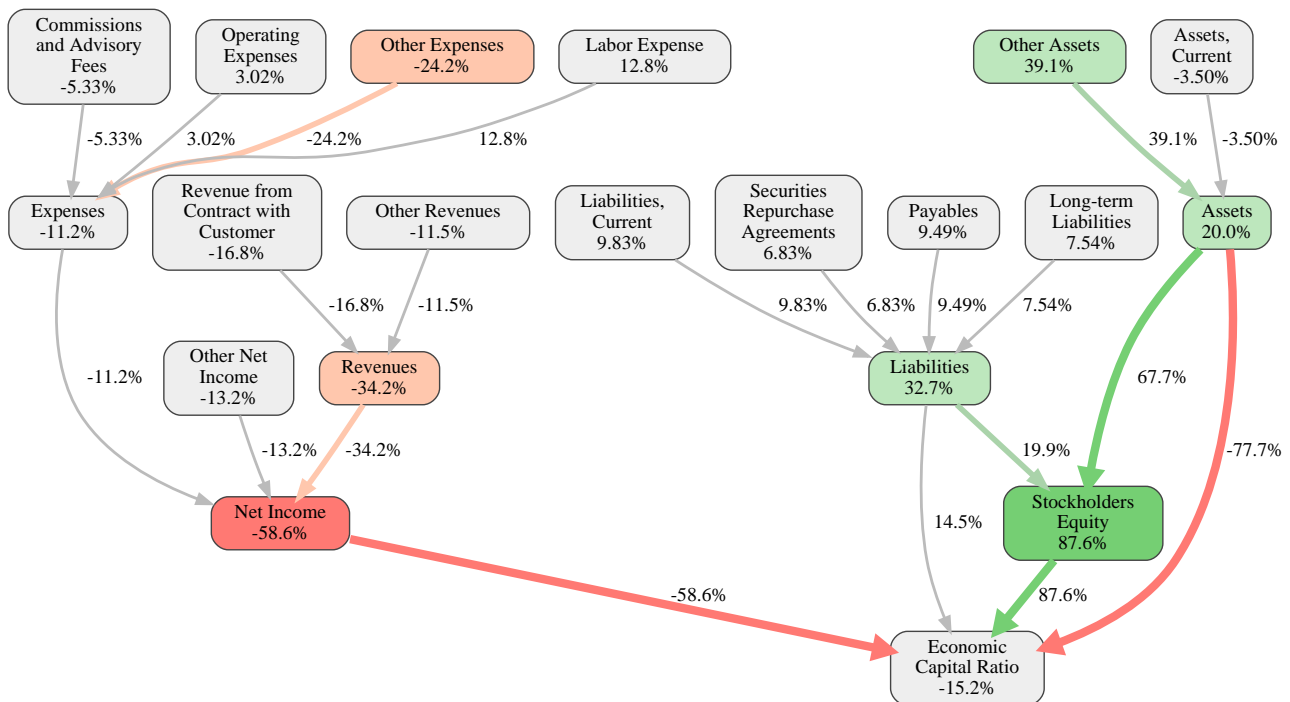 Commissions
and Advisory
Fees
-5.33%
Operating
Expenses
3.02%
Other Expenses
-24.2%
Labor Expense
12.8%
Other Assets
39.1%
Assets,
Current
-3.50%
-5.33%
3.02%
-24.2%
12.8%
39.1%
-3.50%
Expenses
-11.2%
Revenue from
Contract with
Customer
-16.8%
Other Revenues
-11.5%
Liabilities,
Current
9.83%
Securities
Repurchase
Agreements
6.83%
Payables
9.49%
Long-term
Liabilities
7.54%
Assets
20.0%
-16.8%
-11.5%
9.83%
6.83%
9.49%
7.54%
-11.2%
Other Net
Income
-13.2%
Revenues
-34.2%
Liabilities
32.7%
67.7%
-13.2%
-34.2%
19.9%
-77.7%
Net Income
-58.6%
14.5%
Stockholders
Equity
87.6%
-58.6%
87.6%
Economic
Capital Ratio
-15.2%